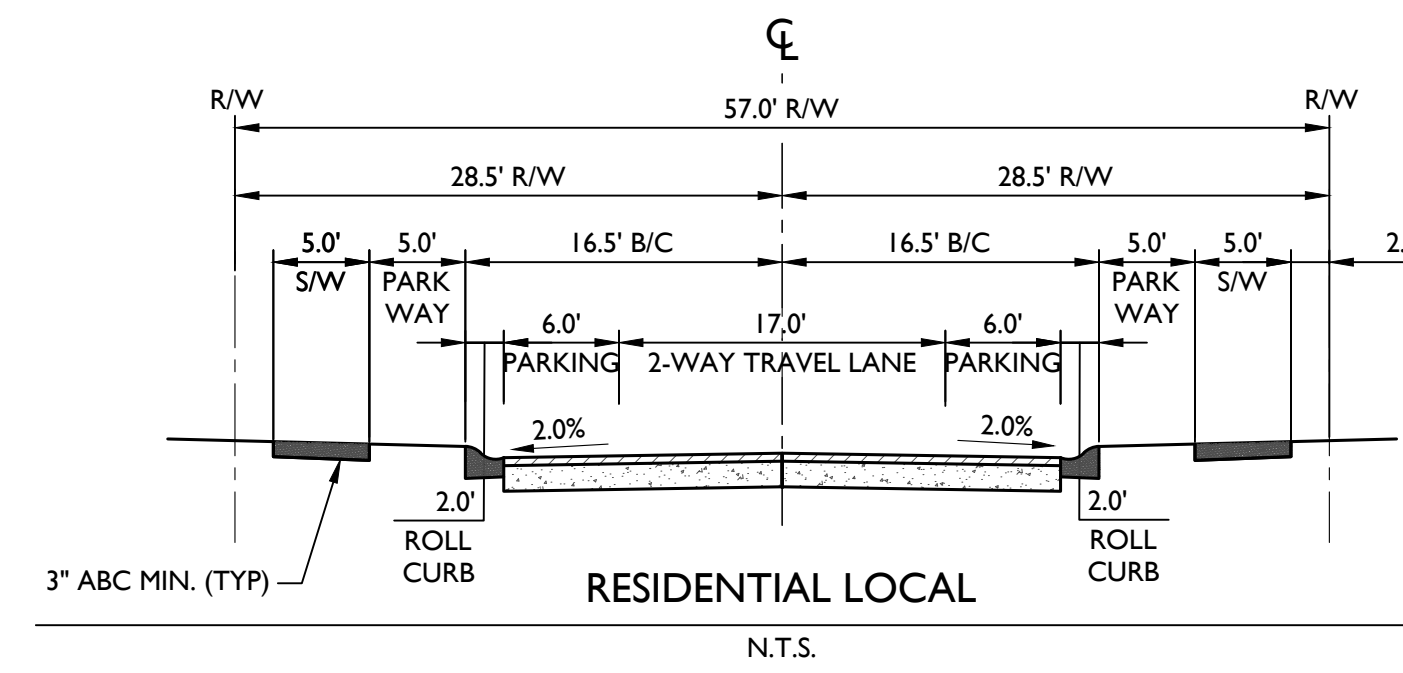 ℄
R/W R/W
57.0' R/W
28.5' R/W 28.5' R/W
5.0' 5.0' 16.5' B/C 16.5' B/C 5.0' 5.0' 2.
S/W PARK PARK S/W
WAY WAY
6.0' 17.0' 6.0'
PARKING 2-WAY TRAVEL LANE PARKING
2.0% 2.0%
2.0' 2.0'
ROLL ROLL
CURB CURB
3" ABC MIN. (TYP)
RESIDENTIAL LOCAL
N.T.S.